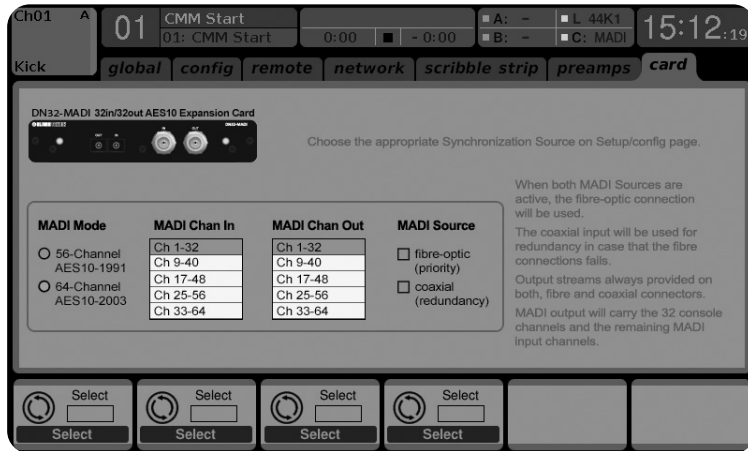 Ch01 A
Kick
01
CMM Start
01: CMM Start
0:00 - 0:00
A: -
B: -
L 44K1
C: MADI
15:12:19
global config remote network scribble strip preamps card
DN32-MADI 32in/32out AES10 Expansion Card
OUT IN
IN OUT
DN32-MADI
Choose the appropriate Synchronization Source on Setup/config page.
When both MADI Sources are
active, the fibre-optic connection
will be used.
The coaxial input will be used for
redundancy in case that the fibre
connections fails.
Output streams always provided on
both, fibre and coaxial connectors.
MADI output will carry the 32 console
channels and the remaining MADI
input channels.
MADI Mode
56-Channel
AES10-1991
64-Channel
AES10-2003
MADI Chan In
Ch 1-32
Ch 9-40
Ch 17-48
Ch 25-56
Ch 33-64
MADI Chan Out
Ch 1-32
Ch 9-40
Ch 17-48
Ch 25-56
Ch 33-64
MADI Source
fibre-optic
(priority)
coaxial
(redundancy)
Select
Select
Select
Select
Select
Select
Select
Select